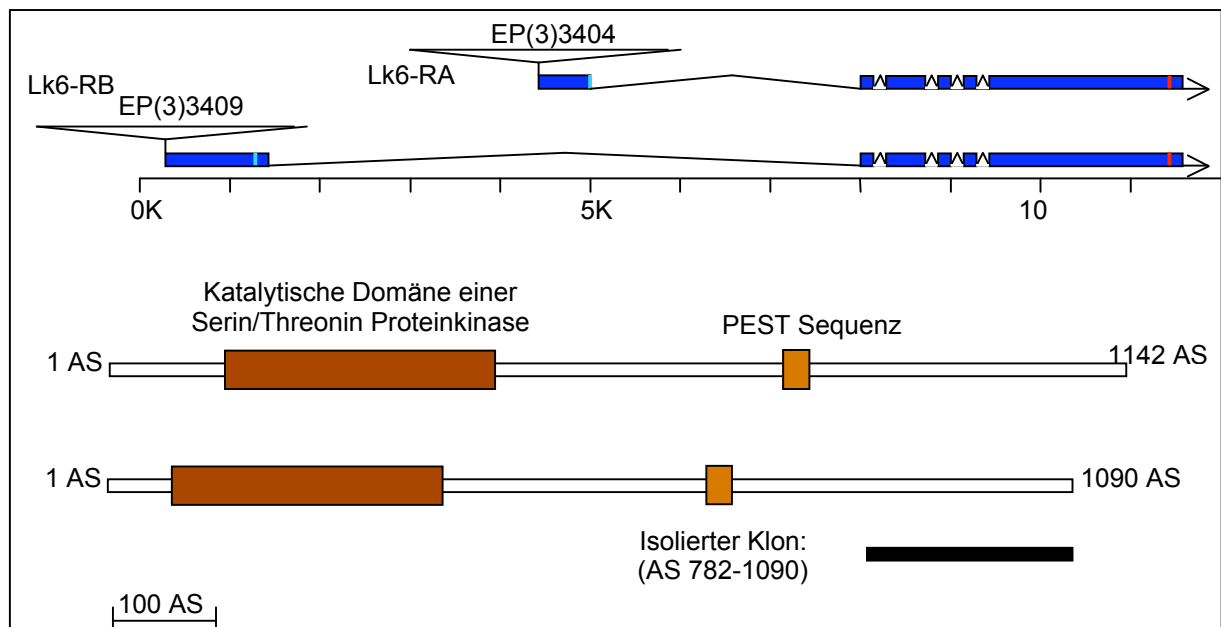 EP(3)3404
Lk6-RA
Lk6-RB
EP(3)3409
0K
5K
10
Katalytische Domäne einer
Serin/Threonin Proteinkinase
PEST Sequenz
1 AS
1142 AS
1 AS
1090 AS
Isolierter Klon:
(AS 782-1090)
100 AS